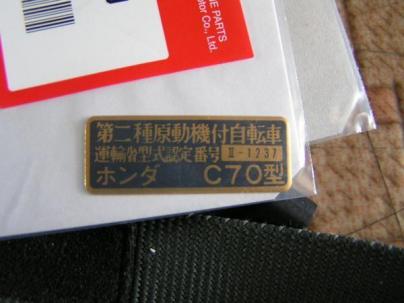 NE PARTS
otor Co., Ltd.
第二種原動機付自転車
運輸省型式認定番号 II-1237
ホンダ C70型